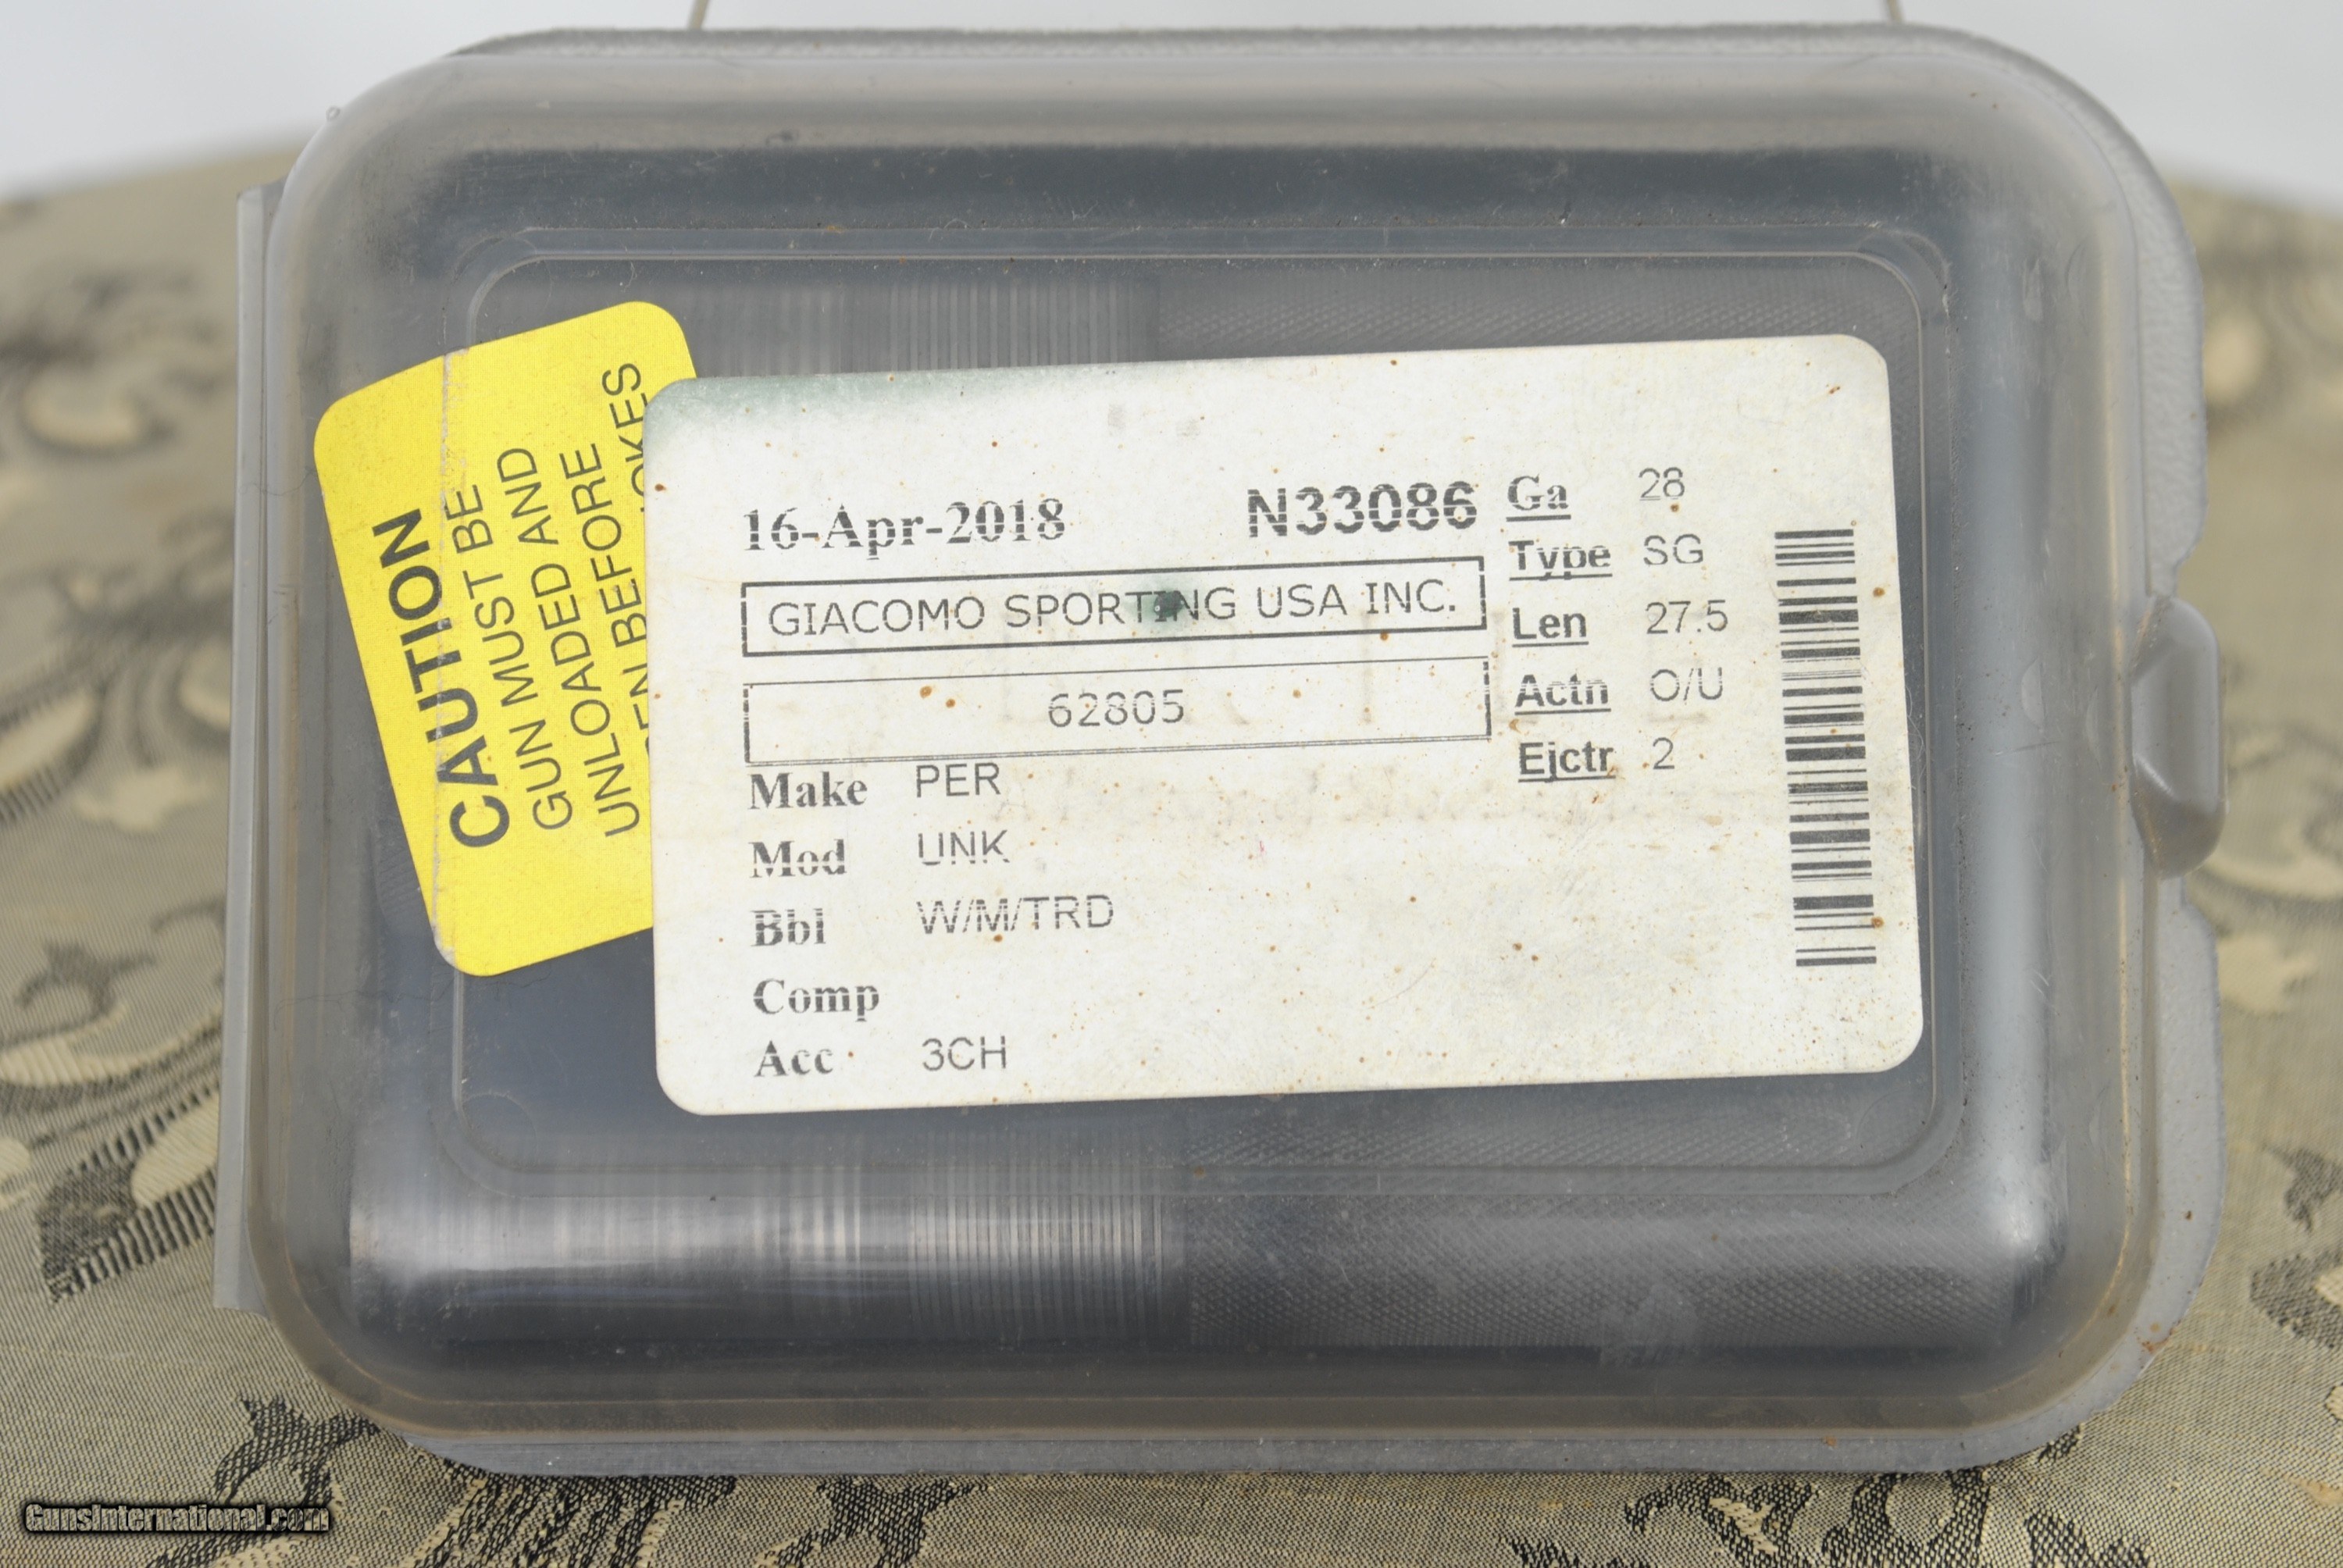 CAUTION
GUN MUST BE
UNLOADED AND
BEFORE
16-Apr-2018 N33086
GIACOMO SPORTING USA INC.
62805
Make PER
Mod UNK
Bbl W/M/TRD
Comp
Acc 3CH
Ga 28
Type SG
Len 27.5
Actn O/U
Ejctr 2
GunsInternational.com